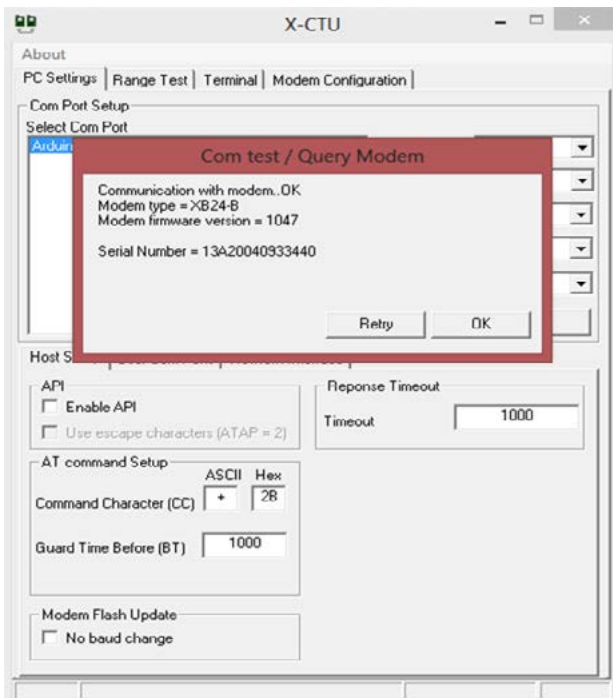 X-CTU
About
PC Settings Range Test Terminal Modem Configuration
Com Port Setup
Select Com Port
Com test / Query Modem
Communication with modem..OK
Modem type = XB24-B
Modem firmware version = 1047
Serial Number = 13A20040933440
Retry OK
Host
API
Enable API
Use escape characters (ATAP = 2)
Reponse Timeout
Timeout 1000
AT command Setup
ASCII Hex
Command Character (CC) + 2B
Guard Time Before (BT) 1000
Modem Flash Update
No baud change